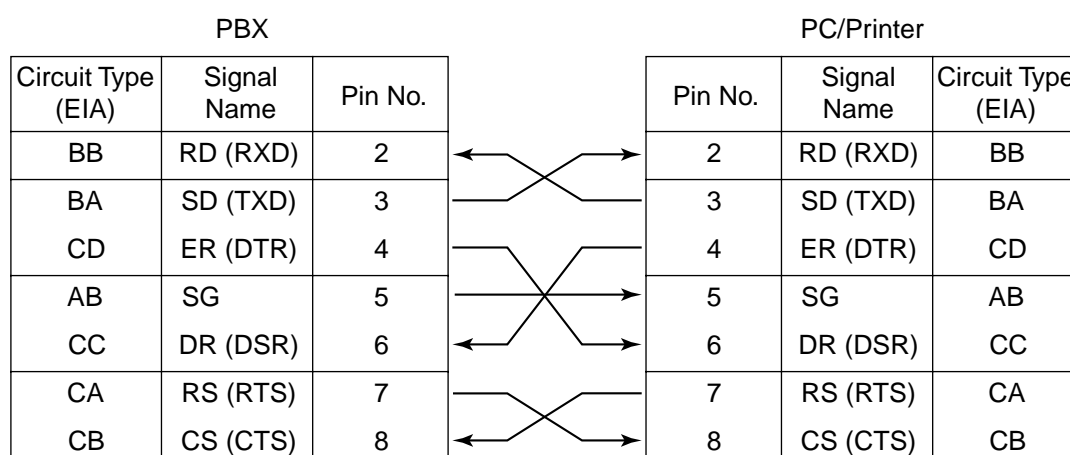 PBX
PC/Printer
Circuit Type (EIA) Signal Name Pin No. Pin No. Signal Name Circuit Type (EIA)
BB RD (RXD) 2 2 RD (RXD) BB
BA SD (TXD) 3 3 SD (TXD) BA
CD ER (DTR) 4 4 ER (DTR) CD
AB SG 5 5 SG AB
CC DR (DSR) 6 6 DR (DSR) CC
CA RS (RTS) 7 7 RS (RTS) CA
CB CS (CTS) 8 8 CS (CTS) CB